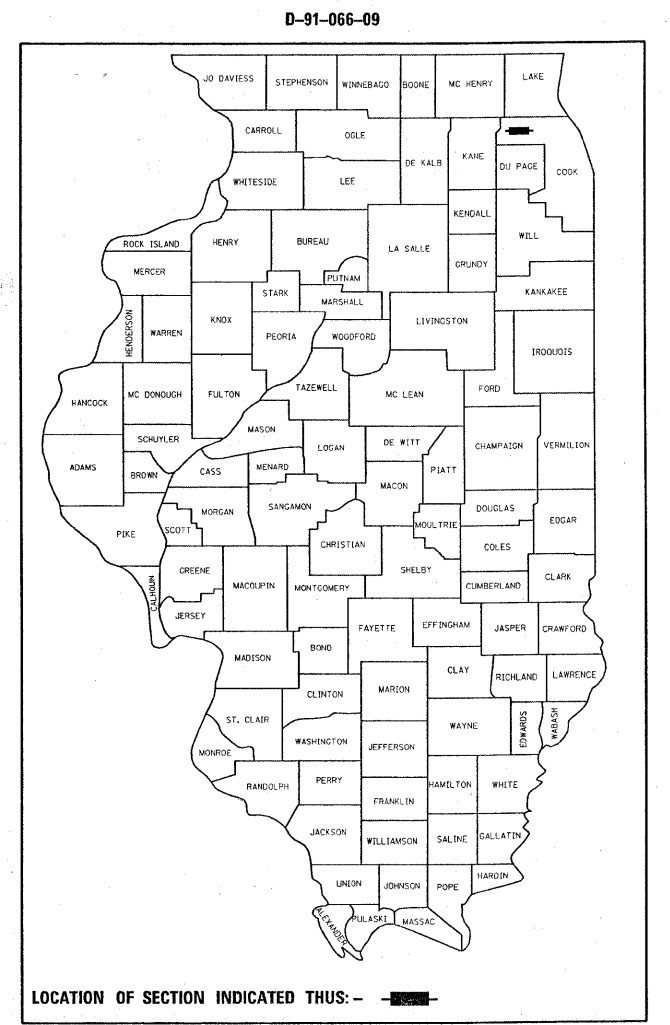 D-91-066-09
JO DAVIESS STEPHENSON WINNEBAGO BOONE MC HENRY LAKE
CARROLL OGLE DE KALB KANE DU PAGE COOK
WHITESIDE LEE
KENDALL
ROCK ISLAND HENRY BUREAU LA SALLE WILL
MERCER PUTNAM GRUNDY
STARK MARSHALL KANKAKEE
HENDERSON WARREN KNOX PEORIA WOODFORD LIVINGSTON
IROQUOIS
HANCOCK MC DONOUGH FULTON TAZEWELL MC LEAN FORD
MASON
SCHUYLER LOGAN DE WITT CHAMPAIGN VERMILION
ADAMS BROWN CASS MENARD PIATT
MACON
MORGAN SANGAMON DOUGLAS
PIKE SCOTT CHRISTIAN MOULTRIE EDGAR
COLES
GREENE MACOUPIN MONTGOMERY SHELBY CUMBERLAND CLARK
CALHOUN
JERSEY FAYETTE EFFINGHAM JASPER CRAWFORD
MADISON BOND
CLAY RICHLAND LAWRENCE
CLINTON MARION
ST. CLAIR WAYNE EDWARDS WABASH
MONROE WASHINGTON JEFFERSON
RANDOLPH PERRY HAMILTON WHITE
FRANKLIN
JACKSON WILLIAMSON SALINE GALLATIN
UNION JOHNSON POPE HARDIN
ALEXANDER PULASKI MASSAC
LOCATION OF SECTION INDICATED THUS:-